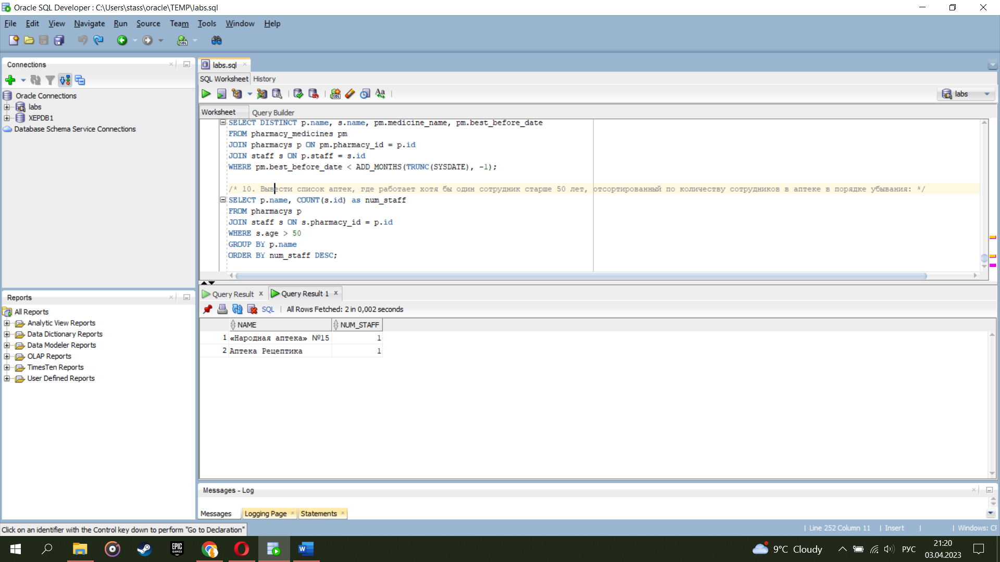 Oracle SQL Developer : C:\Users\stass\oracle\TEMP\labs.sql
File Edit View Navigate Run Source Team Tools Window Help
Connections
Oracle Connections
labs
XEPDB1
Database Schema Service Connections
Reports
All Reports
Analytic View Reports
Data Dictionary Reports
Data Modeler Reports
OLAP Reports
TimesTen Reports
User Defined Reports
labs.sql
SQL Worksheet History
labs
Worksheet Query Builder
SELECT DISTINCT p.name, s.name, pm.medicine_name, pm.best_before_date
FROM pharmacy_medicines pm
JOIN pharmacys p ON pm.pharmacy_id = p.id
JOIN staff s ON p.staff = s.id
WHERE pm.best_before_date < ADD_MONTHS(TRUNC(SYSDATE), -1);
/* 10. Вывести список аптек, где работает хотя бы один сотрудник старше 50 лет, отсортированный по количеству сотрудников в аптеке в порядке убывания: */
SELECT p.name, COUNT(s.id) as num_staff
FROM pharmacys p
JOIN staff s ON s.pharmacy_id = p.id
WHERE s.age > 50
GROUP BY p.name
ORDER BY num_staff DESC;
Query Result Query Result 1
SQL All Rows Fetched: 2 in 0,002 seconds
NAME NUM_STAFF
1 «Народная аптека» №15 1
2 Аптека Рецептика 1
Messages - Log
Messages Logging Page Statements
Click on an identifier with the Control key down to perform "Go to Declaration"
Line 252 Column 11 Insert Windows: CF
EPIC GAMES
9°C Cloudy
РУС
21:20
03.04.2023